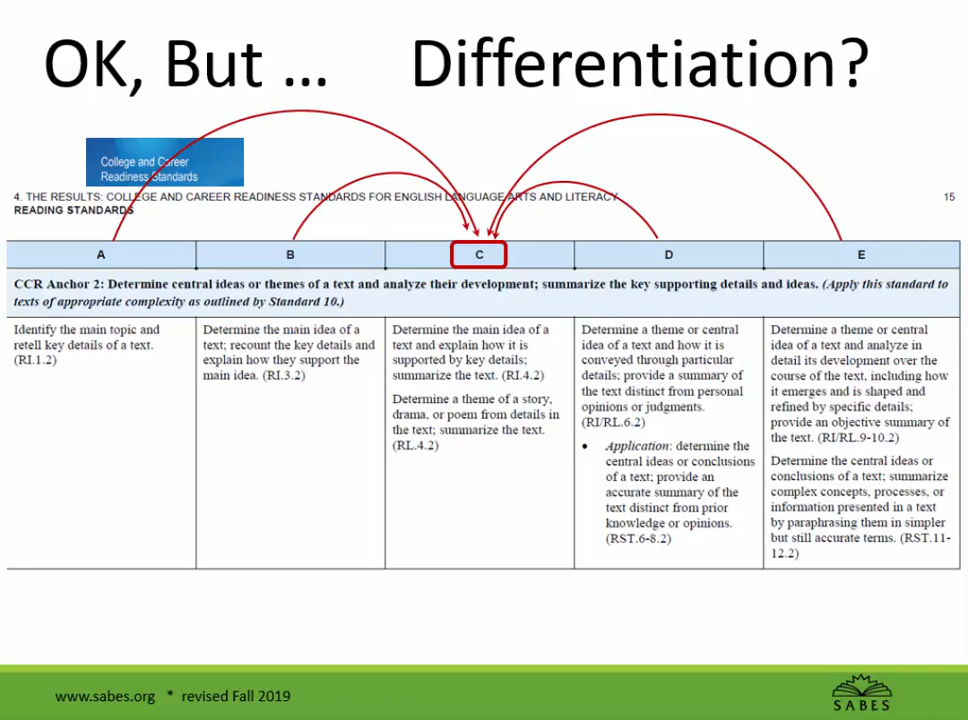 OK, But ... Differentiation?
College and Career
Readiness Standards
4. THE RESULTS: COLLEGE AND CAREER READINESS STANDARDS FOR ENGLISH LANGUAGE ARTS AND LITERACY 15
READING STANDARDS
A B C D E
CCR Anchor 2: Determine central ideas or themes of a text and analyze their development; summarize the key supporting details and ideas. (Apply this standard to
texts of appropriate complexity as outlined by Standard 10.)
Identify the main topic and
retell key details of a text.
(RI.1.2)
Determine the main idea of a
text; recount the key details and
explain how they support the
main idea. (RI.3.2)
Determine the main idea of a
text and explain how it is
supported by key details;
summarize the text. (RI.4.2)
Determine a theme of a story,
drama, or poem from details in
the text; summarize the text.
(RL.4.2)
Determine a theme or central
idea of a text and how it is
conveyed through particular
details; provide a summary of
the text distinct from personal
opinions or judgments.
(RI/RL.6.2)
• Application: determine the
central ideas or conclusions
of a text; provide an
accurate summary of the
text distinct from prior
knowledge or opinions.
(RST.6-8.2)
Determine a theme or central
idea of a text and analyze in
detail its development over the
course of the text, including how
it emerges and is shaped and
refined by specific details;
provide an objective summary of
the text. (RI/RL.9-10.2)
Determine the central ideas or
conclusions of a text; summarize
complex concepts, processes, or
information presented in a text
by paraphrasing them in simpler
but still accurate terms. (RST.11-
12.2)
www.sabes.org * revised Fall 2019
SABES